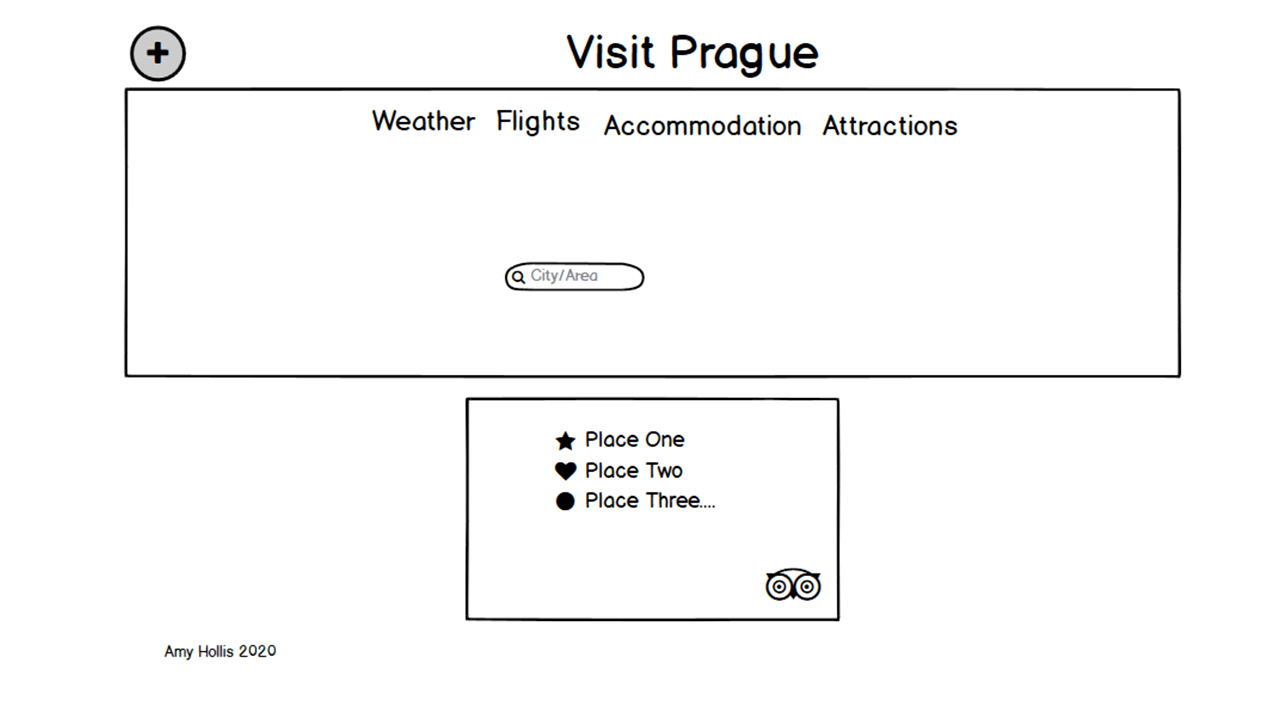 Visit Prague
Weather Flights Accommodation Attractions
City/Area
Place One
Place Two
Place Three....
Amy Hollis 2020